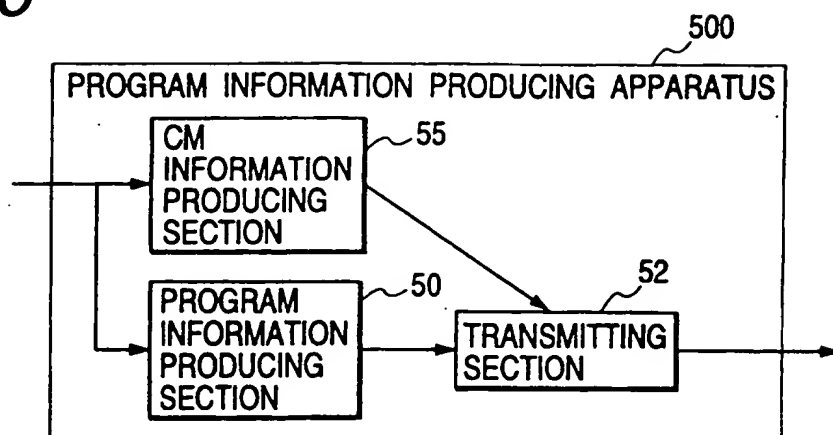 500
PROGRAM INFORMATION PRODUCING APPARATUS
CM
INFORMATION
PRODUCING
SECTION
55
PROGRAM
INFORMATION
PRODUCING
SECTION
50
TRANSMITTING
SECTION
52